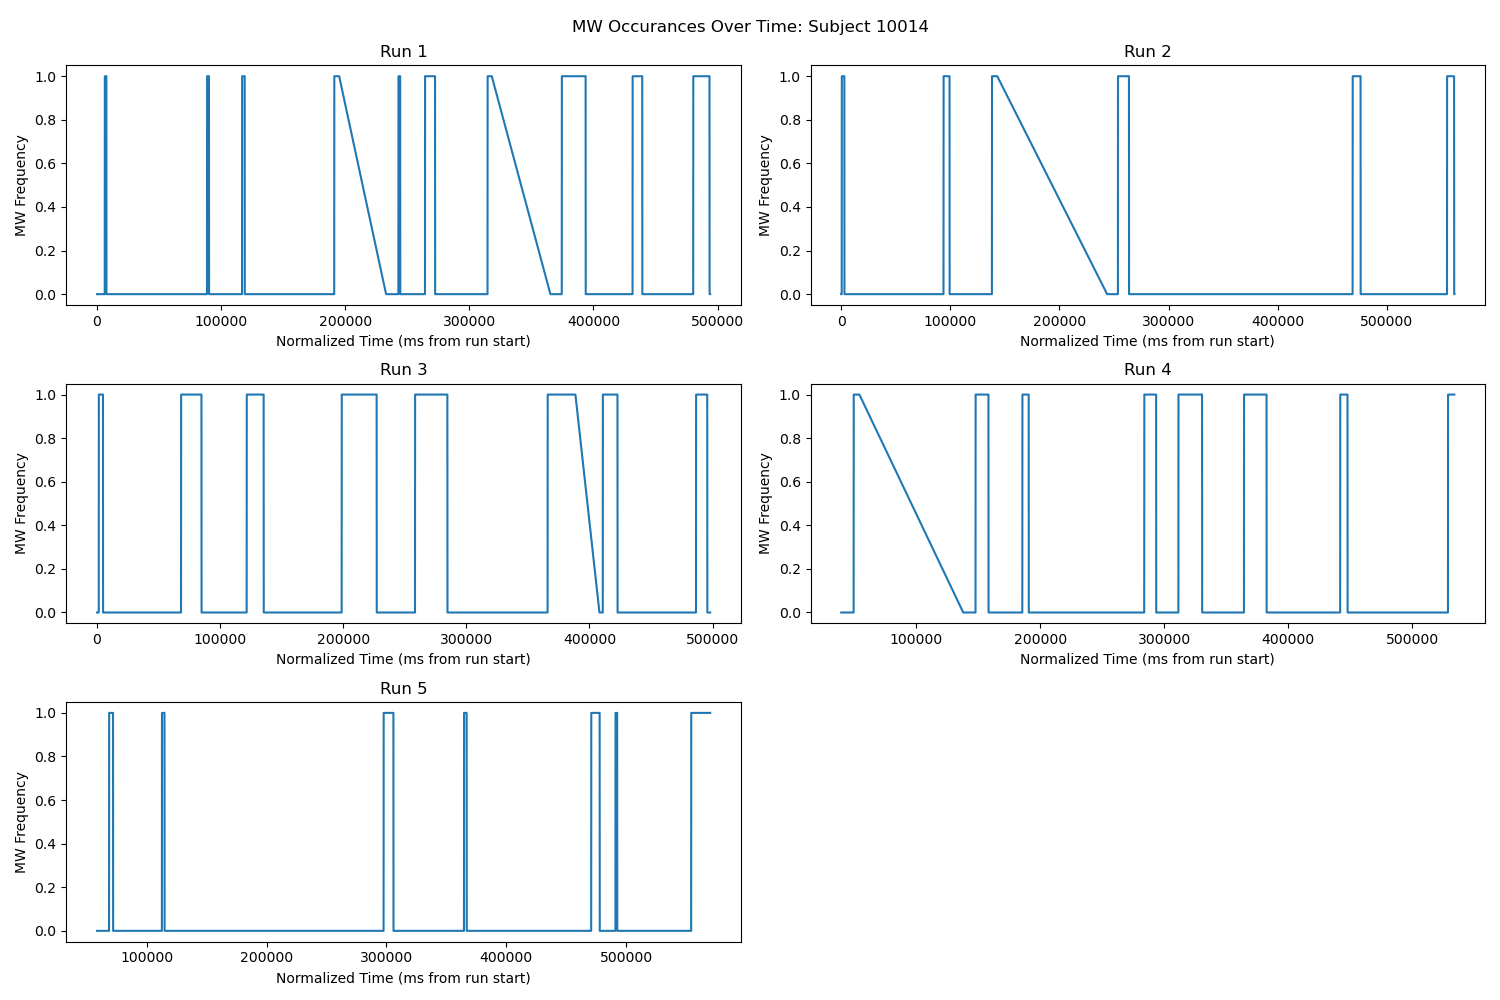 MW Occurances Over Time: Subject 10014
Run 1
MW Frequency
1.0
0.8
0.6
0.4
0.2
0.0
0 100000 200000 300000 400000 500000
Normalized Time (ms from run start)
Run 2
MW Frequency
1.0
0.8
0.6
0.4
0.2
0.0
0 100000 200000 300000 400000 500000
Normalized Time (ms from run start)
Run 3
MW Frequency
1.0
0.8
0.6
0.4
0.2
0.0
0 100000 200000 300000 400000 500000
Normalized Time (ms from run start)
Run 4
MW Frequency
1.0
0.8
0.6
0.4
0.2
0.0
100000 200000 300000 400000 500000
Normalized Time (ms from run start)
Run 5
MW Frequency
1.0
0.8
0.6
0.4
0.2
0.0
100000 200000 300000 400000 500000
Normalized Time (ms from run start)